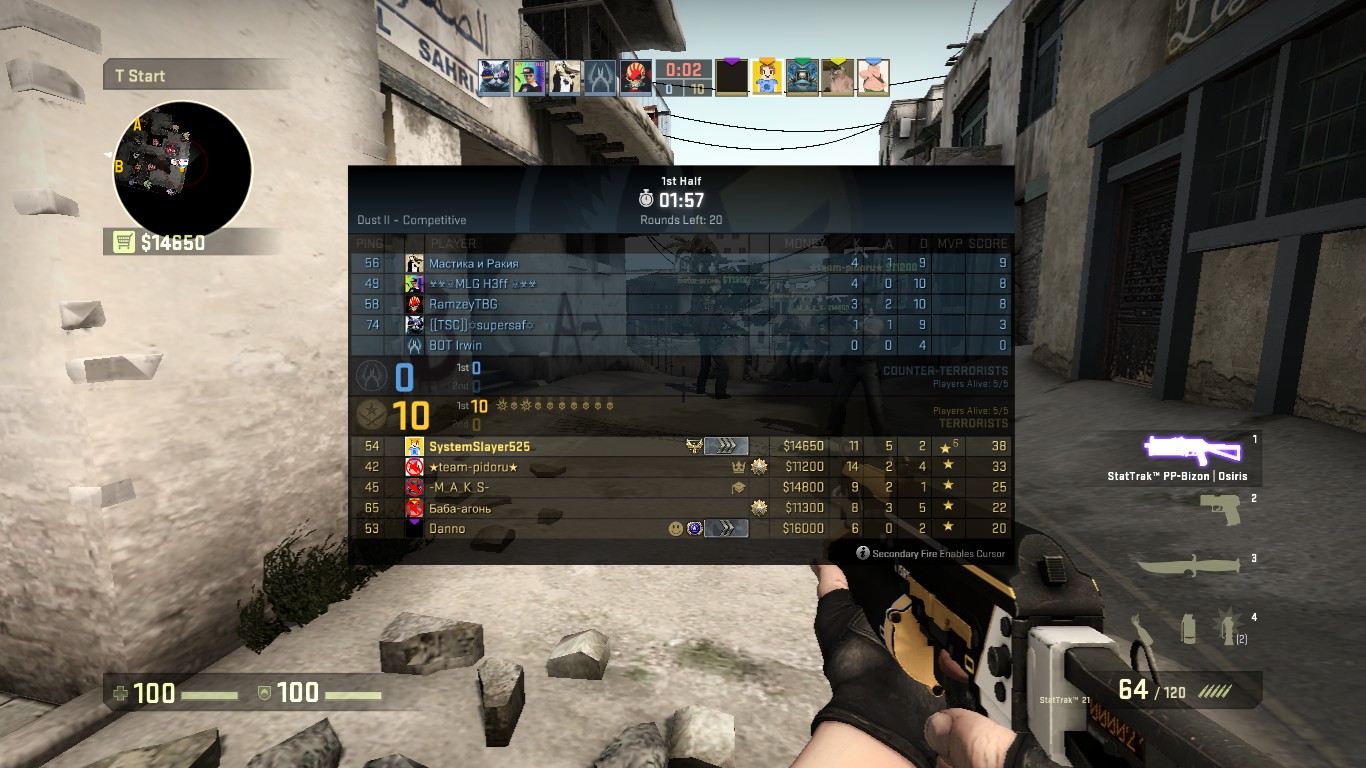 SAHRI
T Start
0:02
0 10
A
B
$14650
1st Half
01:57
Dust II - Competitive
Rounds Left: 20
PING PLAYER MONEY K A D MVP SCORE
56 Мастика и Ракия 4 1 9 9
49 ☣☣☠MLG H3ff ☠☣☣ 4 0 10 8
58 RamzeyTBG 3 2 10 8
74 [[TSC]]☼supersaf☼ 1 1 9 3
BOT Irwin 0 0 4 0
0 1st 0
2nd 0
COUNTER-TERRORISTS
Players Alive: 5/5
10 1st 10
2nd 0
Players Alive: 5/5
TERRORISTS
54 SystemSlayer525 $14650 11 5 2 ★5 38
42 ★team-pidoru★ $11200 14 2 4 ★ 33
45 -M_A_K_S- $14800 9 2 1 ★ 25
65 Баба-агонь $11300 8 3 5 ★ 22
53 Danno $16000 6 0 2 ★ 20
Secondary Fire Enables Cursor
1
StatTrak™ PP-Bizon | Osiris
2
3
4
(2)
100 100
StatTrak™ 21
64 / 120